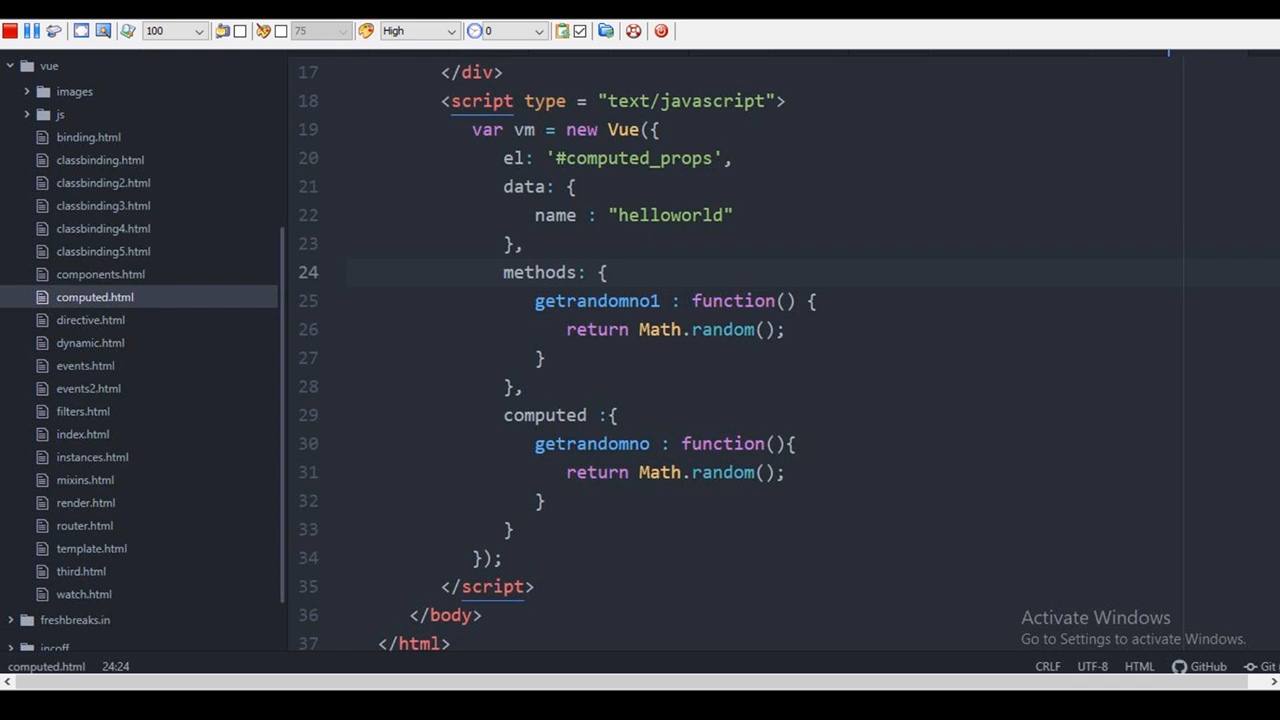 100
75
High
0
vue
images
js
binding.html
classbinding.html
classbinding2.html
classbinding3.html
classbinding4.html
classbinding5.html
components.html
computed.html
directive.html
dynamic.html
events.html
events2.html
filters.html
index.html
instances.html
mixins.html
render.html
router.html
template.html
third.html
watch.html
freshbreaks.in
incoff
17 </div>
18 <script type = "text/javascript">
19 var vm = new Vue({
20 el: '#computed_props',
21 data: {
22 name : "helloworld"
23 },
24 methods: {
25 getrandomno1 : function() {
26 return Math.random();
27 }
28 },
29 computed :{
30 getrandomno : function(){
31 return Math.random();
32 }
33 }
34 });
35 </script>
36 </body>
37 </html>
Activate Windows
Go to Settings to activate Windows.
computed.html 24:24 CRLF UTF-8 HTML GitHub Git